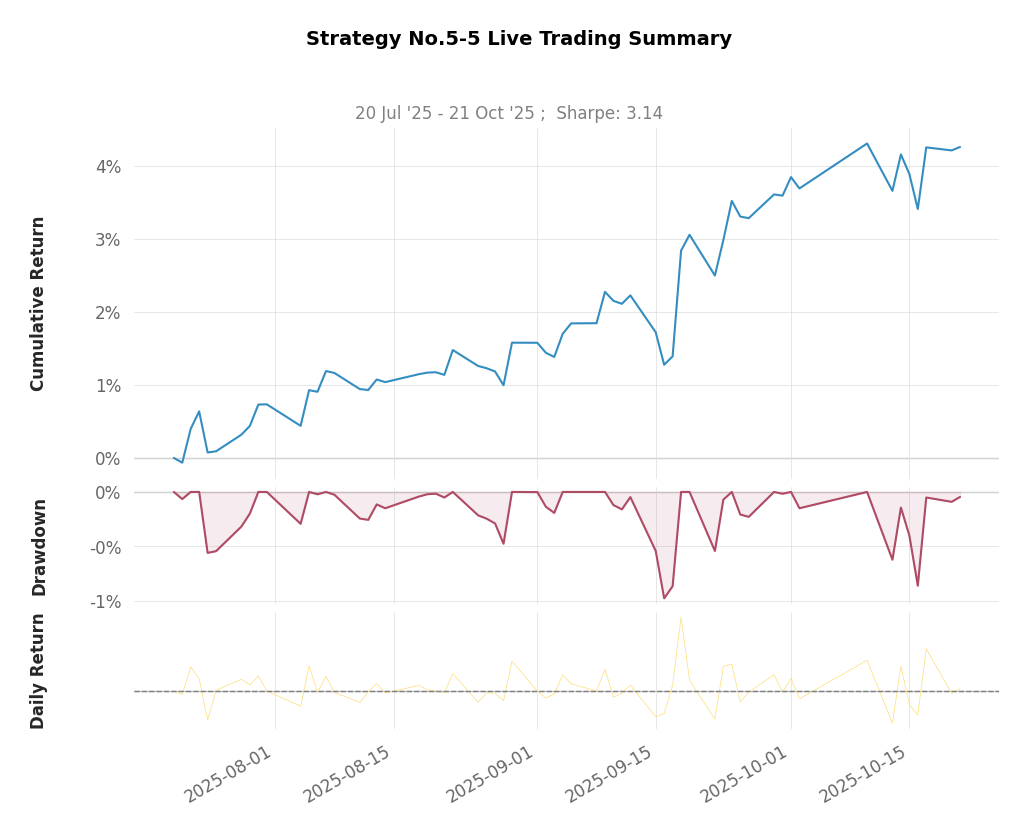 Strategy No.5-5 Live Trading Summary
20 Jul '25 - 21 Oct '25 ;  Sharpe: 3.14
Cumulative Return
4%
3%
2%
1%
0%
Drawdown
0%
-0%
-1%
Daily Return
2025-08-01
2025-08-15
2025-09-01
2025-09-15
2025-10-01
2025-10-15